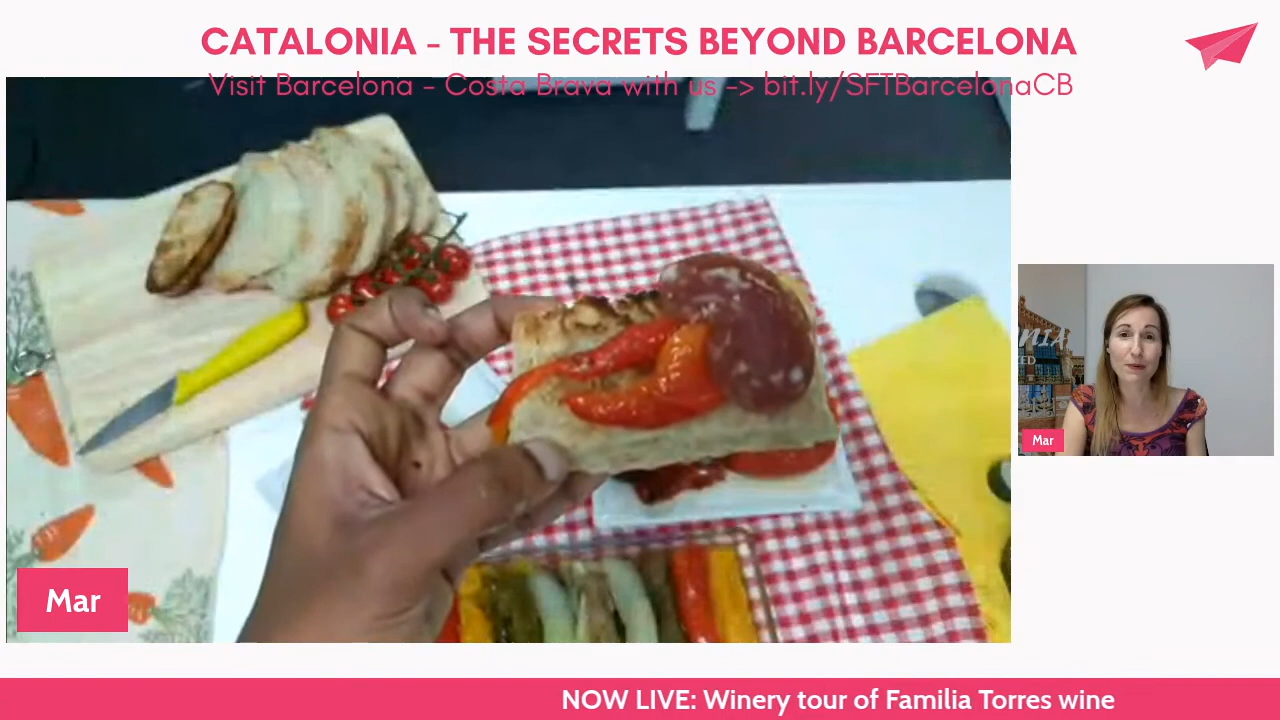 CATALONIA - THE SECRETS BEYOND BARCELONA
Visit Barcelona - Costa Brava with us -> bit.ly/SFTBarcelonaCB
Mar
Mar
NOW LIVE: Winery tour of Familia Torres wine